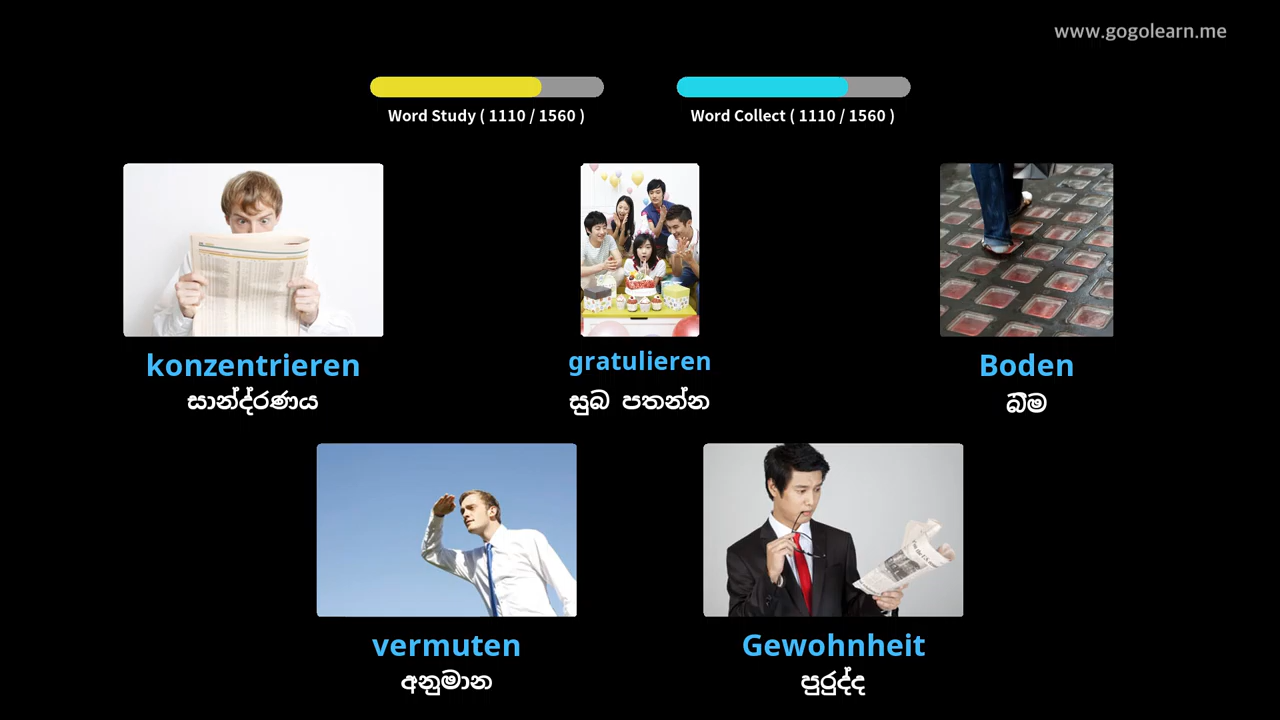 www.gogolearn.me
Word Study ( 1110 / 1560 )
Word Collect ( 1110 / 1560 )
konzentrieren
සාන්ද්රණය
gratulieren
සුබ පතන්න
Boden
බිම
vermuten
අනුමාන
Gewohnheit
පුරුද්ද